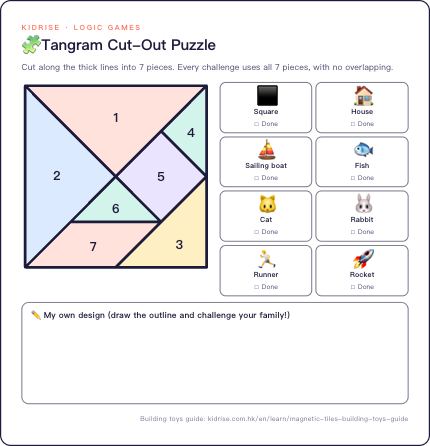 KIDRISE · LOGIC GAMES
Tangram Cut-Out Puzzle
Cut along the thick lines into 7 pieces. Every challenge uses all 7 pieces, with no overlapping.
1
2
4
5
6
7
3
Square
□ Done
House
□ Done
Sailing boat
□ Done
Fish
□ Done
Cat
□ Done
Rabbit
□ Done
Runner
□ Done
Rocket
□ Done
My own design (draw the outline and challenge your family!)
Building toys guide: kidrise.com.hk/en/learn/magnetic-tiles-building-toys-guide